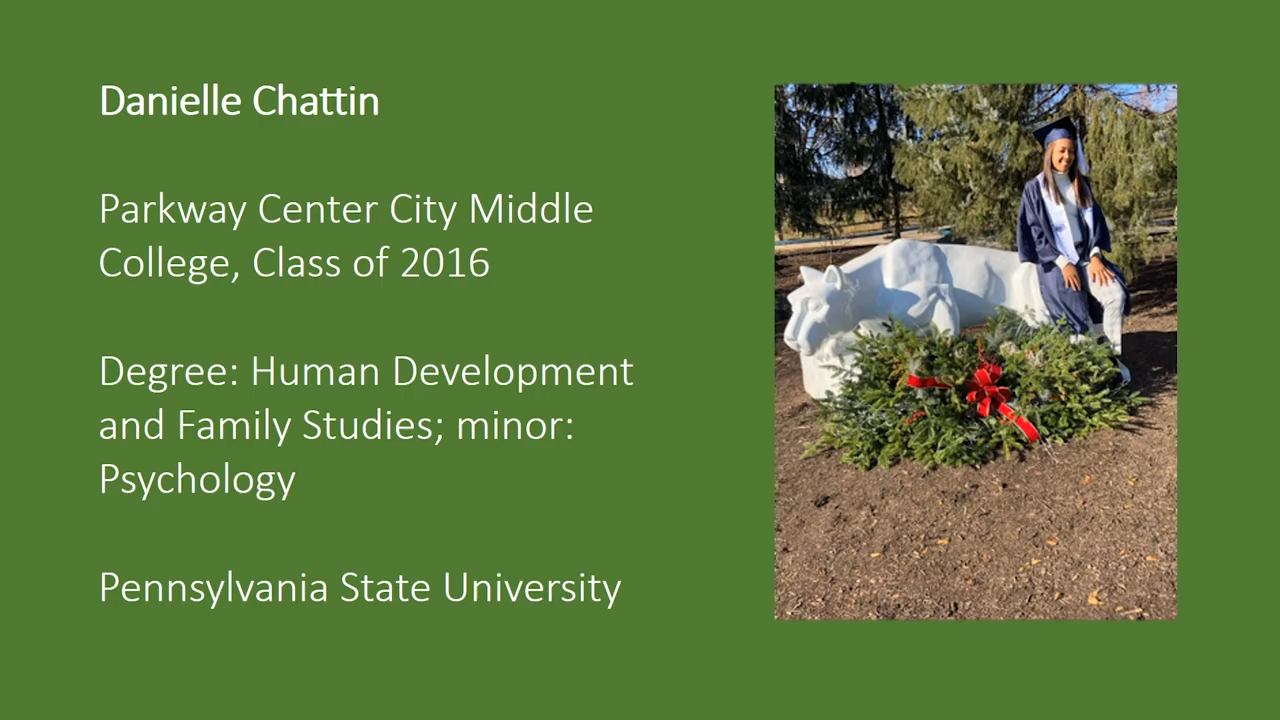 Danielle Chattin
Parkway Center City Middle
College, Class of 2016
Degree: Human Development
and Family Studies; minor:
Psychology
Pennsylvania State University